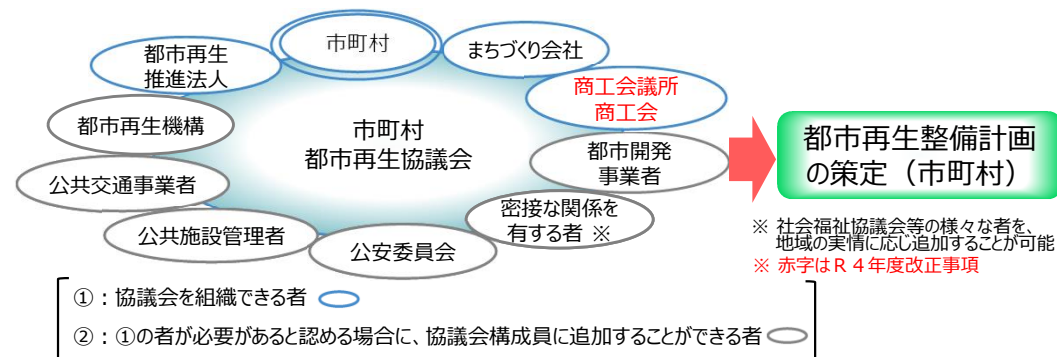 市町村
まちづくり会社
都市再生
推進法人
商工会議所
商工会
都市再生機構
市町村
都市再生協議会
都市開発
事業者
都市再生整備計画
の策定（市町村）
公共交通事業者
密接な関係を
有する者 ※
公共施設管理者
公安委員会
※ 社会福祉協議会等の様々な者を、
地域の実情に応じ追加することが可能
※ 赤字はR４年度改正事項
①：協議会を組織できる者
②：①の者が必要があると認める場合に、協議会構成員に追加することができる者